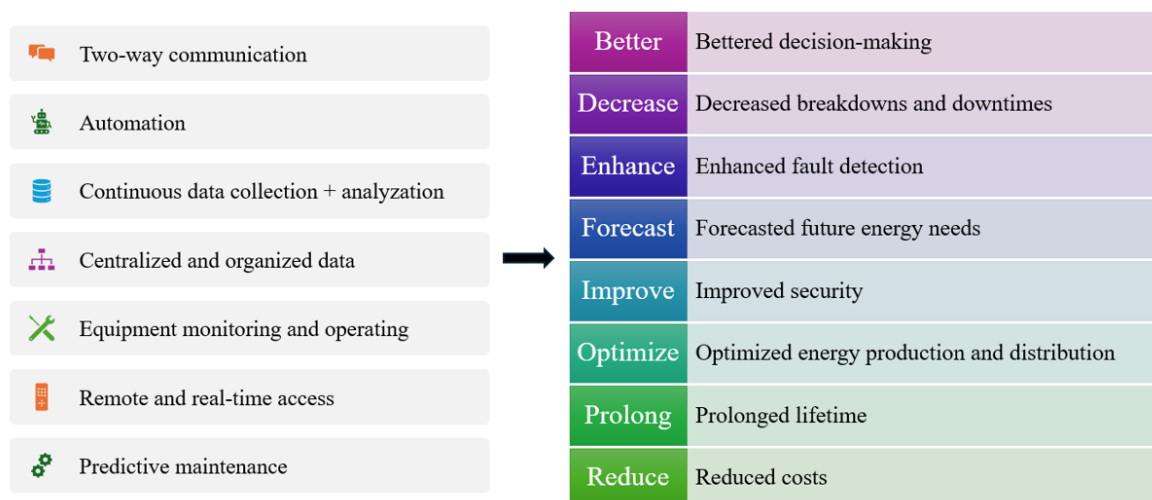 Two-way communication
Automation
Continuous data collection + analyzation
Centralized and organized data
Equipment monitoring and operating
Remote and real-time access
Predictive maintenance
Better
Bettered decision-making
Decrease
Decreased breakdowns and downtimes
Enhance
Enhanced fault detection
Forecast
Forecasted future energy needs
Improve
Improved security
Optimize
Optimized energy production and distribution
Prolong
Prolonged lifetime
Reduce
Reduced costs